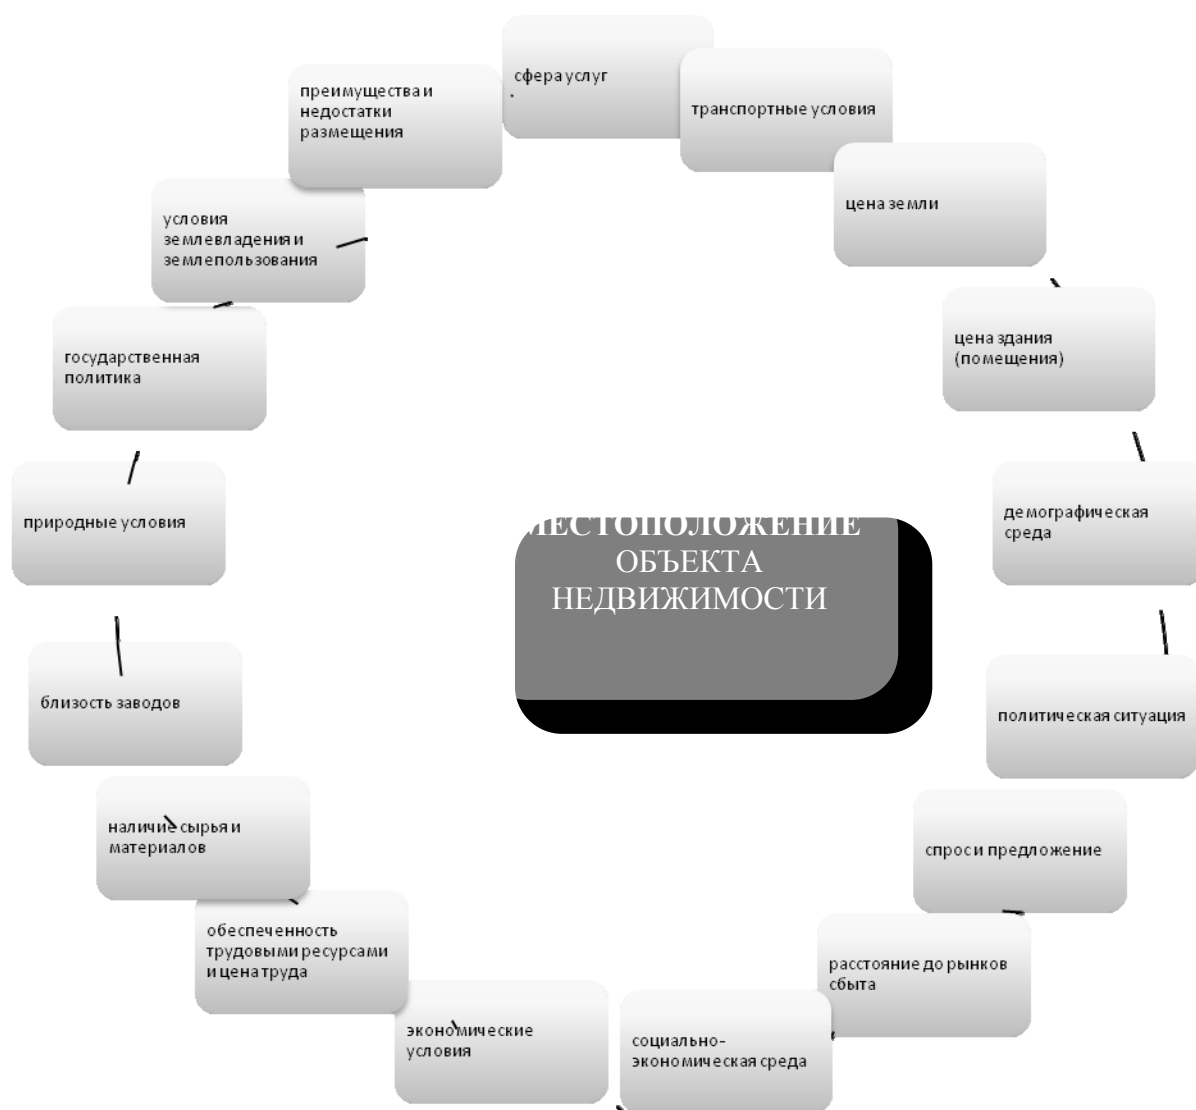 сфера услуг
транспортные условия
цена земли
цена здания
(помещения)
демографическая
среда
политическая ситуация
спрос и предложение
расстояние до рынков
сбыта
социально-
экономическая среда
экономические
условия
обеспеченность
трудовыми ресурсами
и цена труда
наличие сырья и
материалов
близость заводов
природные условия
государственная
политика
условия
землевладения и
землепользования
преимущества и
недостатки
размещения
МЕСТОПОЛОЖЕНИЕ
ОБЪЕКТА
НЕДВИЖИМОСТИ